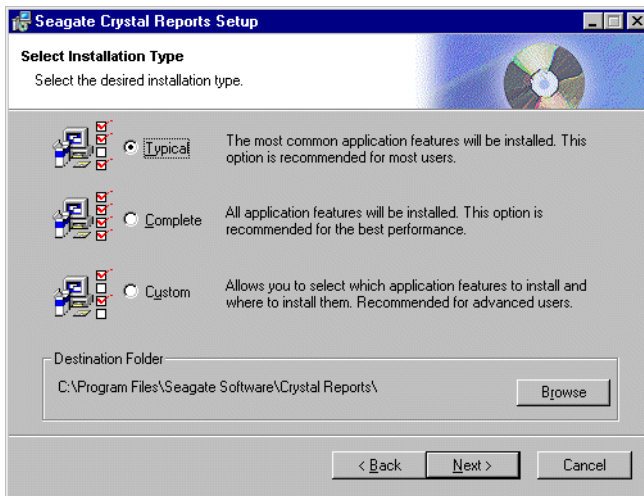 Seagate Crystal Reports Setup
Select Installation Type
Select the desired installation type.
Typical
The most common application features will be installed. This
option is recommended for most users.
Complete
All application features will be installed. This option is
recommended for the best performance.
Custom
Allows you to select which application features to install and
where to install them. Recommended for advanced users.
Destination Folder
C:\Program Files\Seagate Software\Crystal Reports\
Browse
< Back
Next >
Cancel